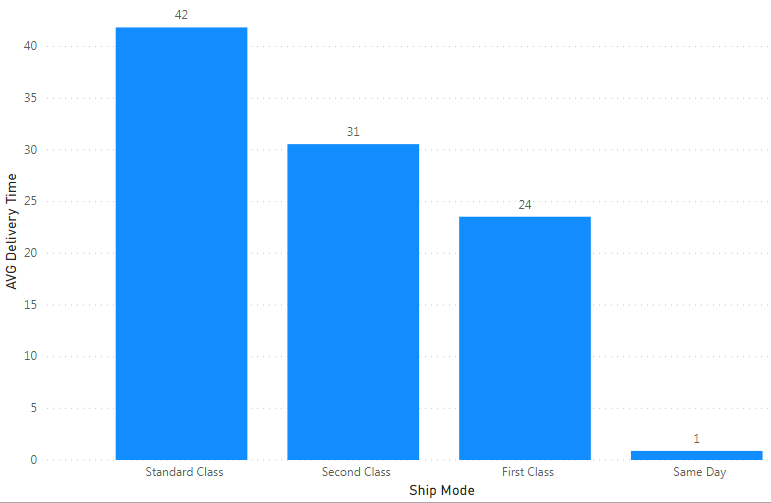 42
40
35
31
30
25
24
20
15
10
5
1
0
AVG Delivery Time
Standard Class
Second Class
First Class
Same Day
Ship Mode